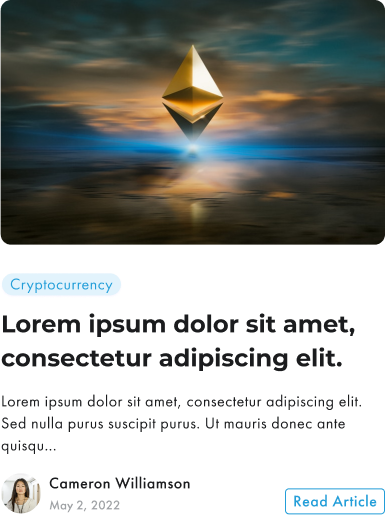 Cryptocurrency
Lorem ipsum dolor sit amet,
consectetur adipiscing elit.
Lorem ipsum dolor sit amet, consectetur adipiscing elit.
Sed nulla purus suscipit purus. Ut mauris donec ante
quisqu...
Cameron Williamson
May 2, 2022
Read Article